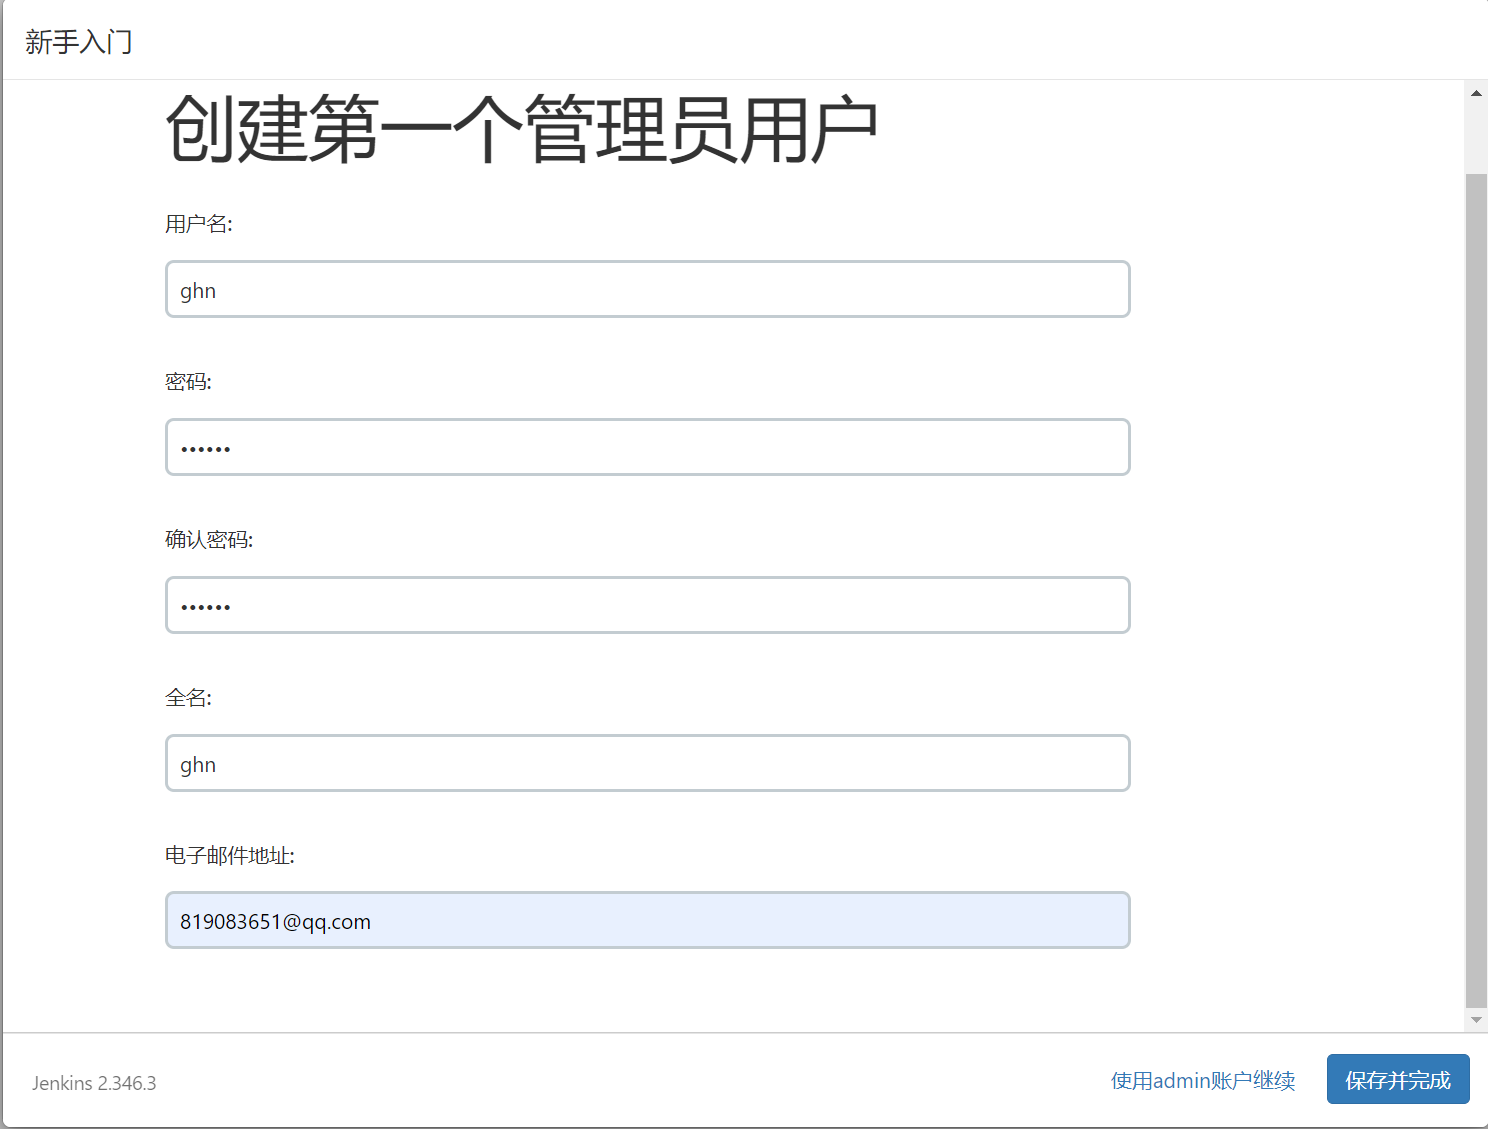 新手入门
创建第一个管理员用户
用户名:
ghn
密码:
••••••
确认密码:
••••••
全名:
ghn
电子邮件地址:
819083651@qq.com
Jenkins 2.346.3
使用admin账户继续
保存并完成